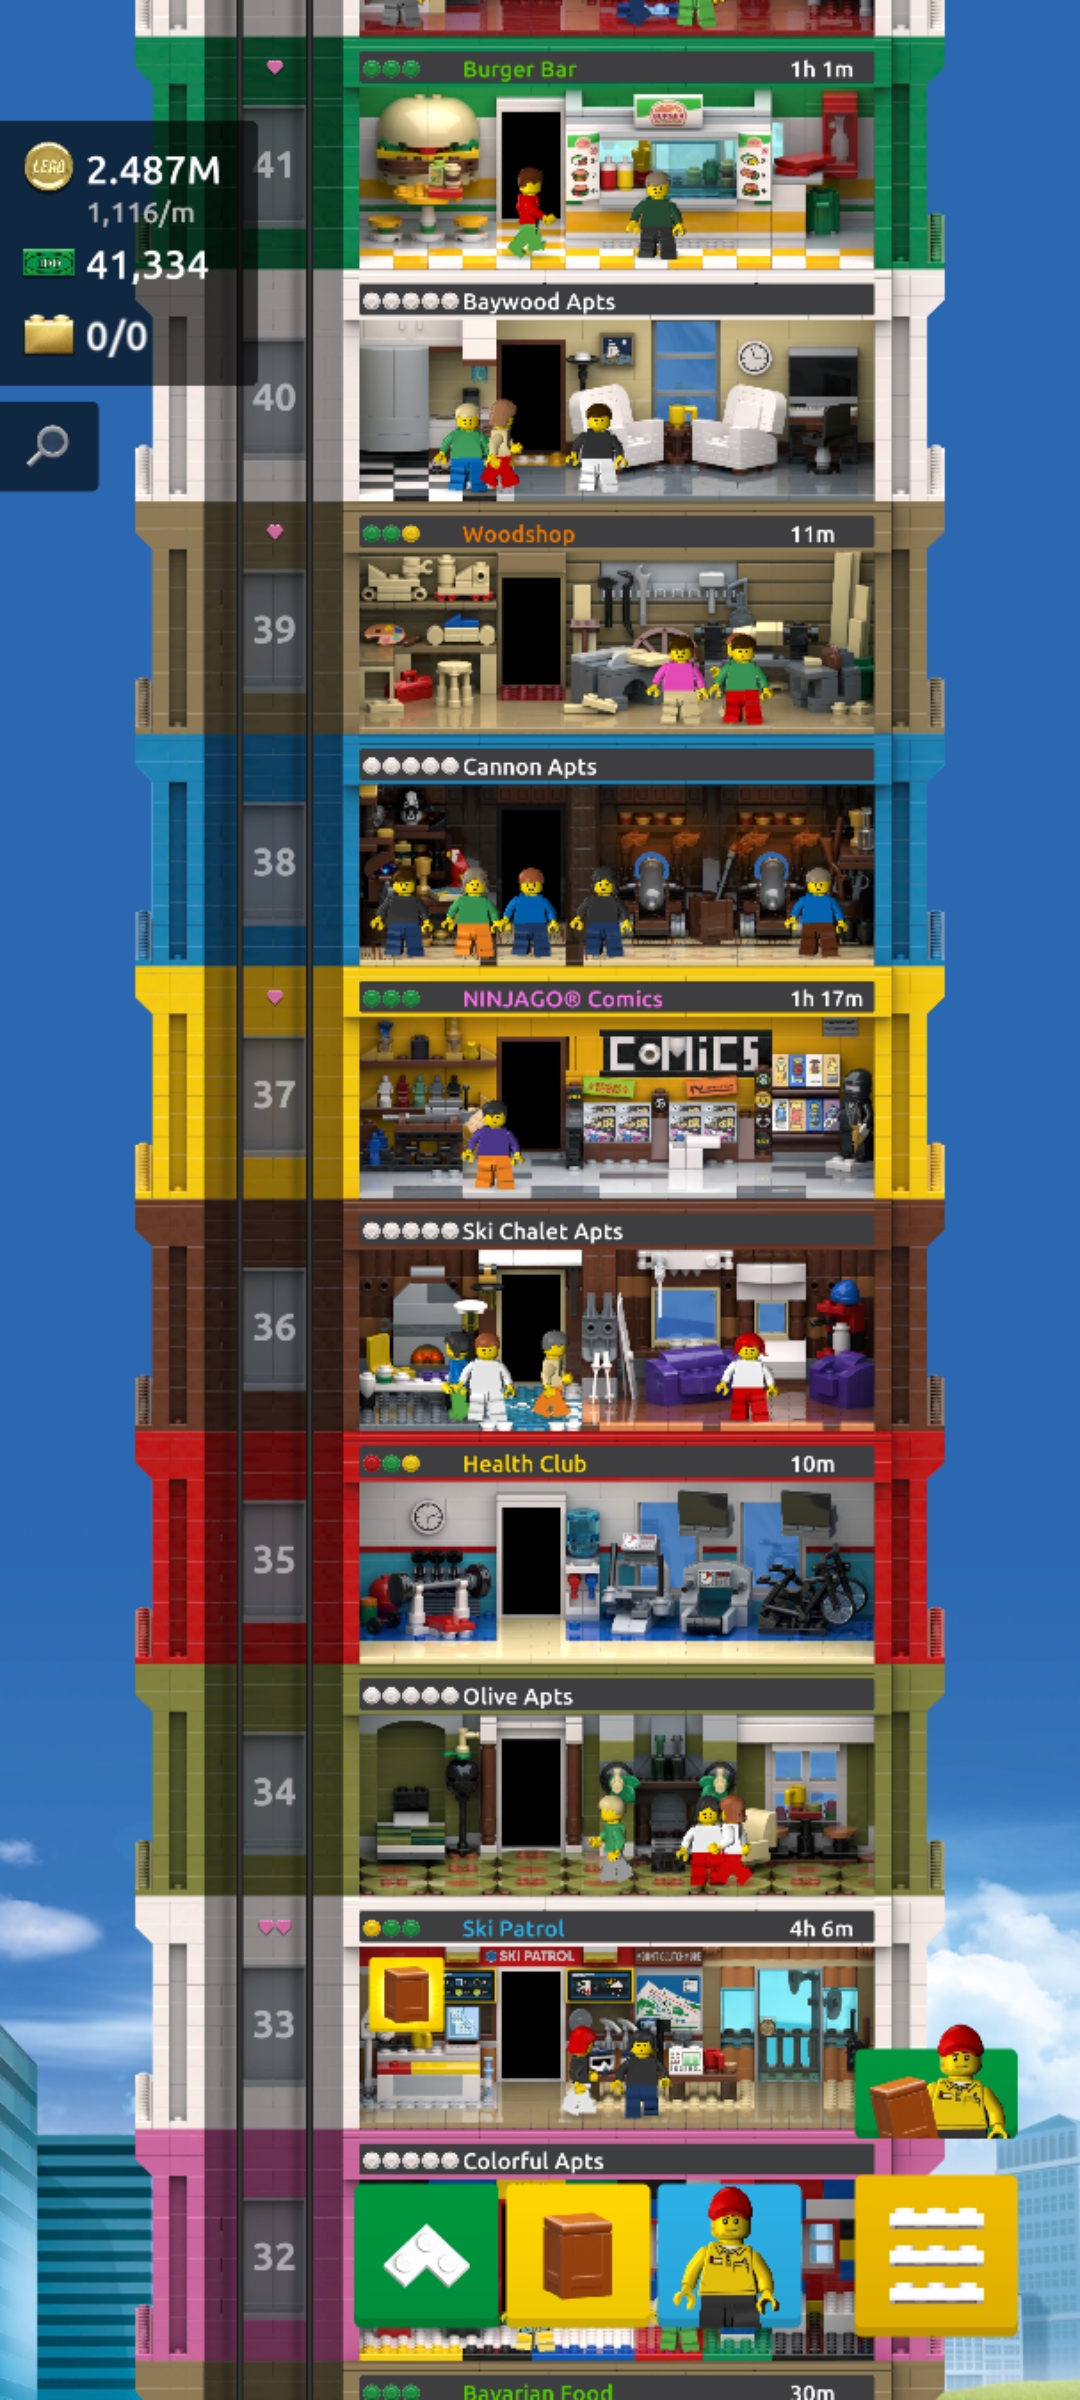 Burger Bar 1h 1m
BURGER
41
LEGO 2.487M
1,116/m
41,334
0/0
Baywood Apts
40
Woodshop 11m
39
Cannon Apts
38
NINJAGO® Comics 1h 17m
COMiCS
37
Ski Chalet Apts
36
Health Club 10m
35
Olive Apts
34
Ski Patrol 4h 6m
SKI PATROL
33
Colorful Apts
32
Bavarian Food 30m